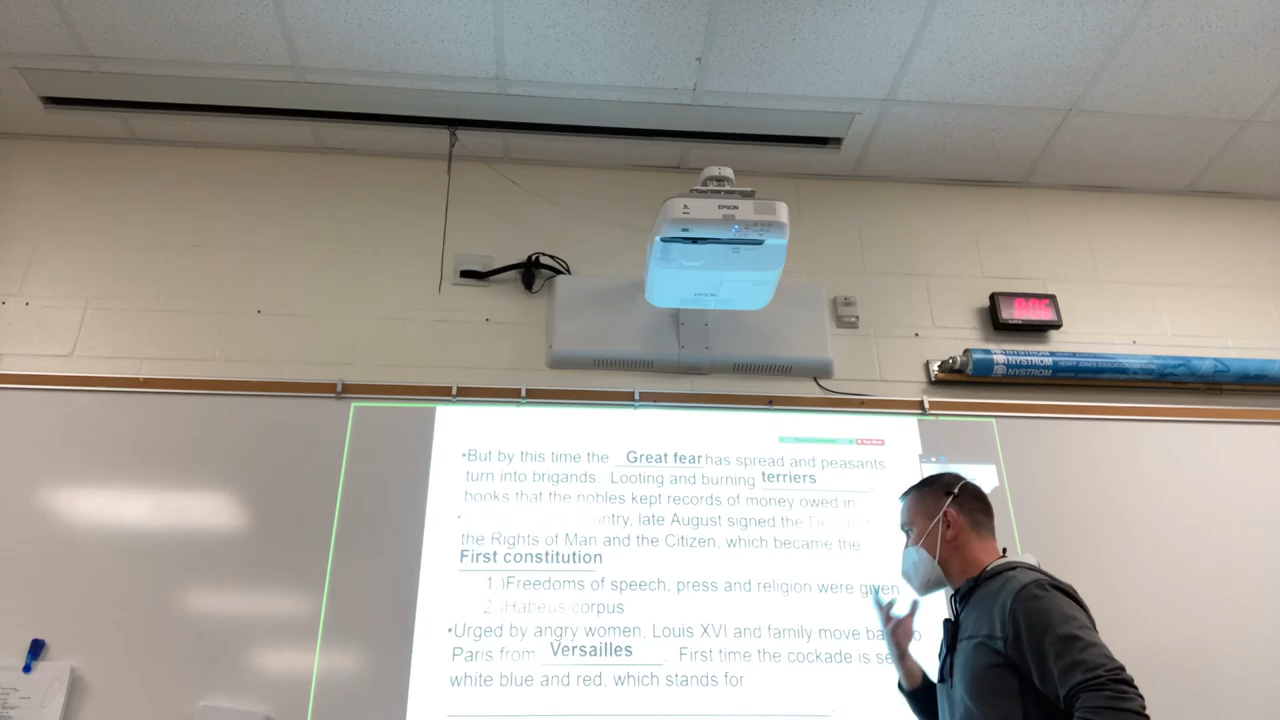 EPSON
EPSON
NYSTROM
NYSTROM
•But by this time the Great fear has spread and peasants
turn into brigands. Looting and burning terriers
books that the nobles kept records of money owed in
country, late August signed the
the Rights of Man and the Citizen, which became the
First constitution
1.)Freedoms of speech, press and religion were given
2.)Habeus corpus
•Urged by angry women, Louis XVI and family move
Paris from Versailles. First time the cockade is
white blue and red, which stands for